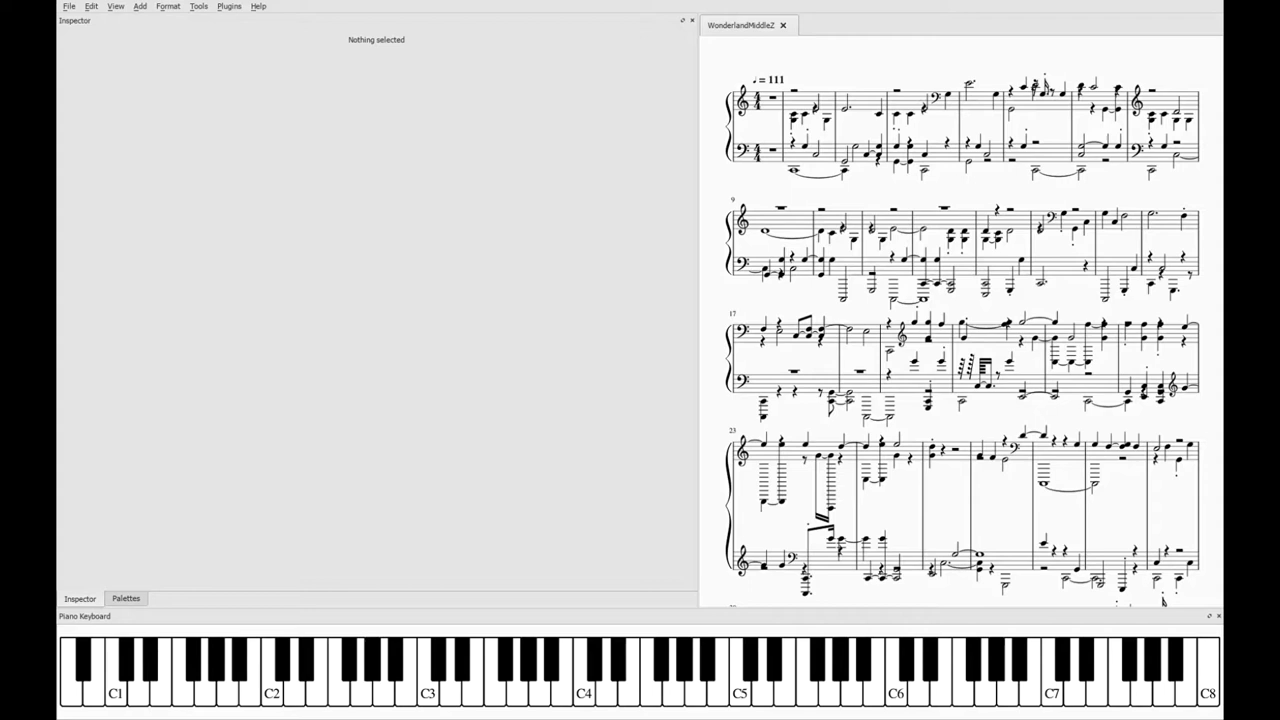 File Edit View Add Format Tools Plugins Help
Inspector
Nothing selected
WonderlandMiddleZ
= 111
9
17
23
Inspector Palettes
Piano Keyboard
C1 C2 C3 C4 C5 C6 C7 C8